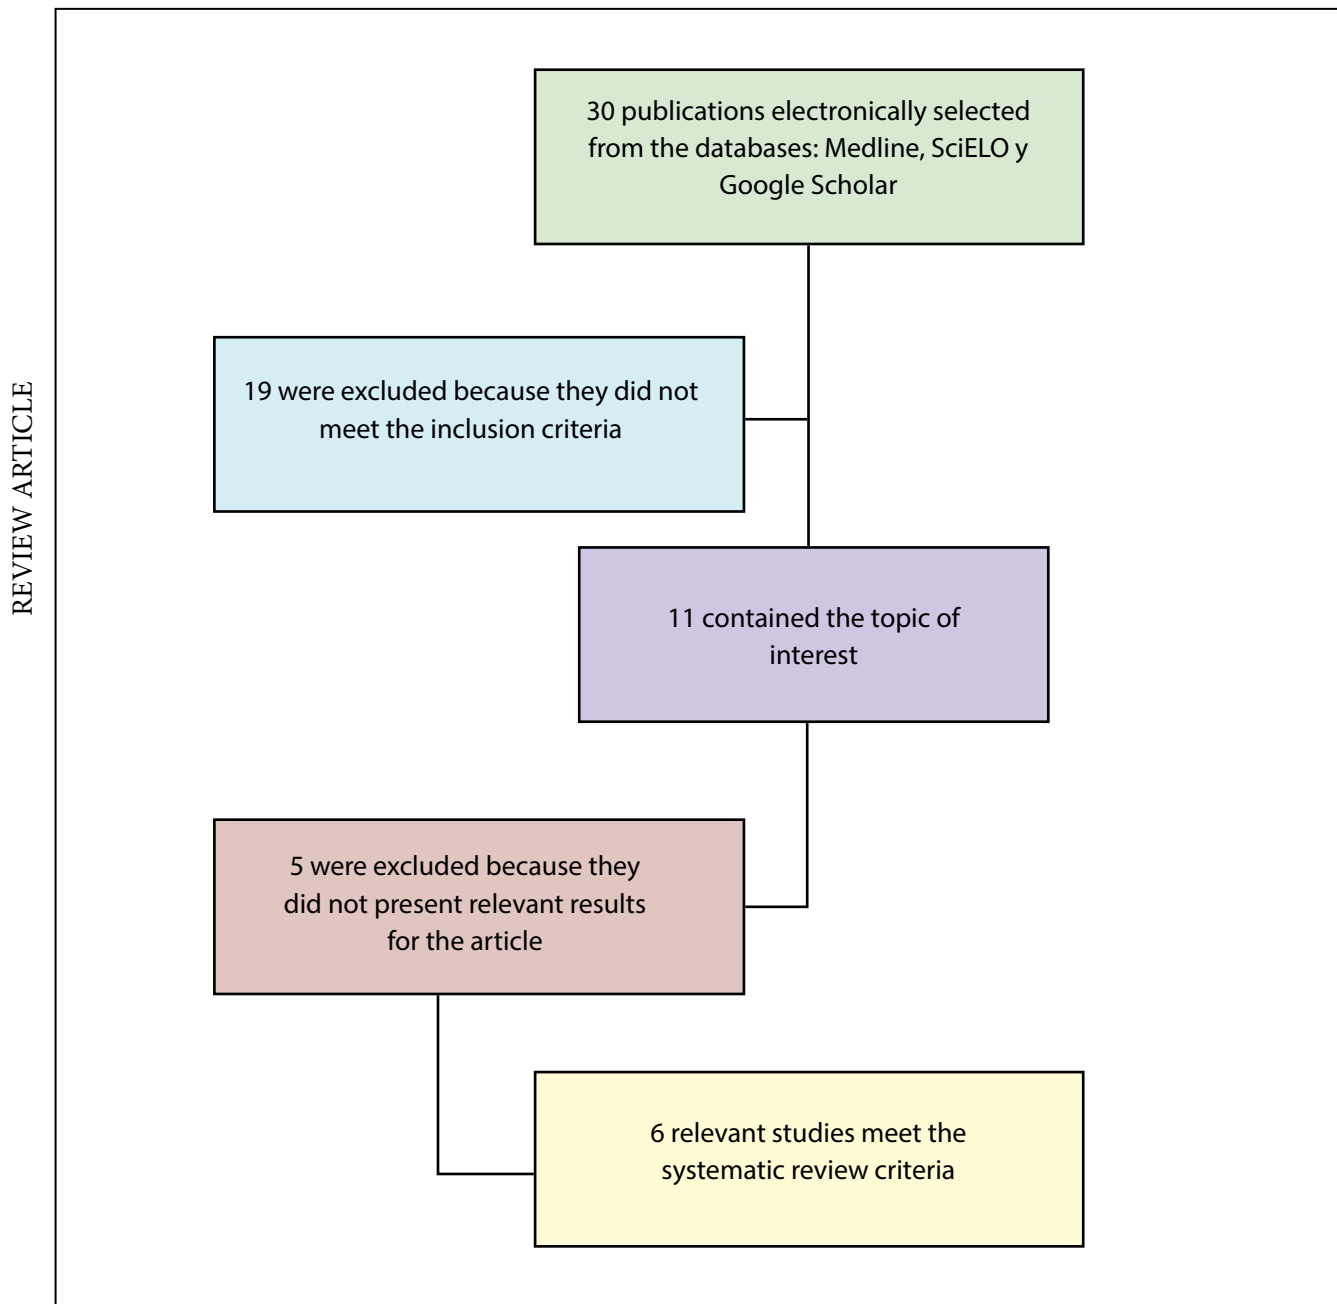 REVIEW ARTICLE
30 publications electronically selected
from the databases: Medline, SciELO y
Google Scholar
19 were excluded because they did not
meet the inclusion criteria
11 contained the topic of
interest
5 were excluded because they
did not present relevant results
for the article
6 relevant studies meet the
systematic review criteria